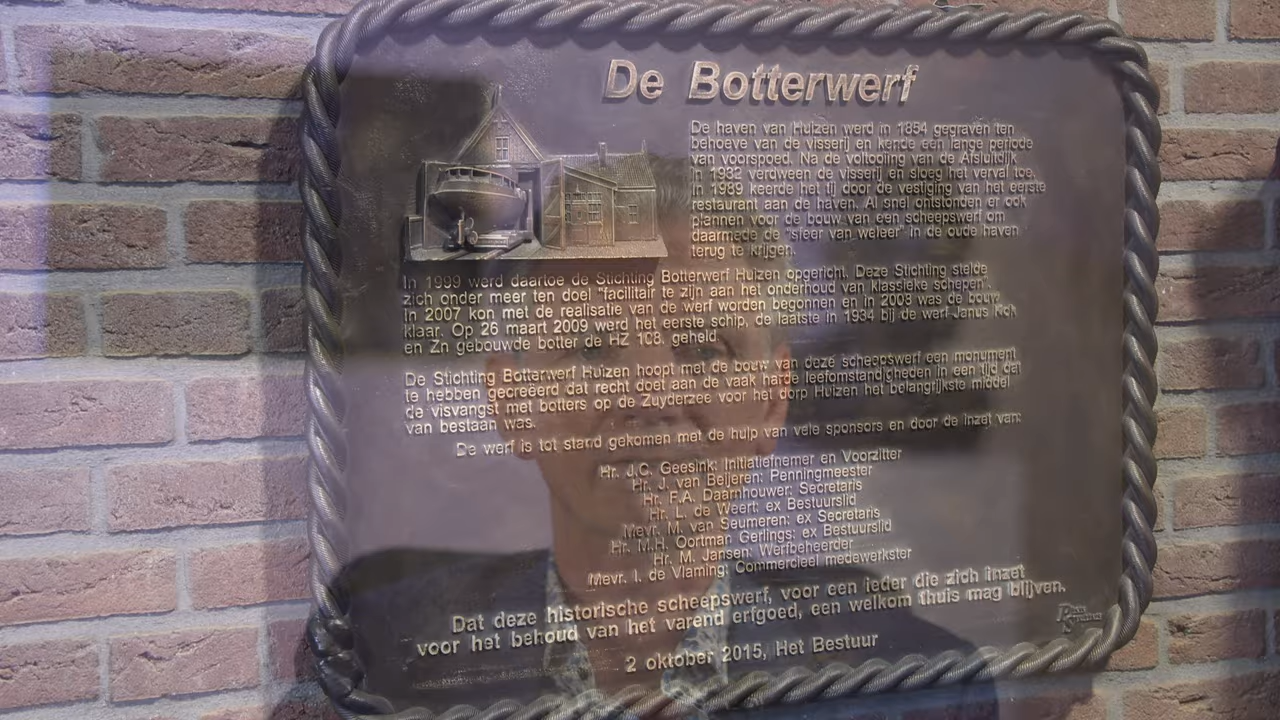 De Botterwerf
De haven van Huizen werd in 1854 gegraven ten
behoeve van de visserij en kende een lange periode
van voorspoed. Na de voltooiing van de Afsluitdijk
in 1932 verdween de visserij en sloeg het verval toe.
In 1989 keerde het tij door de vestiging van het eerste
restaurant aan de haven. Al snel ontstonden er ook
plannen voor de bouw van een scheepswerf om
daarmede de "sfeer van weleer" in de oude haven
terug te krijgen.
In 1999 werd daartoe de Stichting Botterwerf Huizen opgericht. Deze Stichting stelde
zich onder meer ten doel "facilitair te zijn aan het onderhoud van klassieke schepen".
In 2007 kon met de realisatie van de werf worden begonnen en in 2008 was de bouw
klaar. Op 26 maart 2009 werd het eerste schip, de laatste in 1934 bij de werf Janus Kok
en Zn gebouwde botter de HZ 108, geheld.
De Stichting Botterwerf Huizen hoopt met de bouw van deze scheepswerf een monument
te hebben gecreëerd dat recht doet aan de vaak harde leefomstandigheden in een tijd dat
de visvangst met botters op de Zuyderzee voor het dorp Huizen het belangrijkste middel
van bestaan was.
De werf is tot stand gekomen met de hulp van vele sponsors en door de inzet van:
Hr. J.C. Geesink: Initiatiefnemer en Voorzitter
Hr. J. van Beijeren: Penningmeester
Hr. F.A. Daarnhouwer: Secretaris
Hr. L. de Weert: ex Bestuurslid
Mevr. M. van Seumeren: ex Secretaris
Hr. M.H. Oortman Gerlings: ex Bestuurslid
Hr. M. Jansen: Werfbeheerder
Mevr. I. de Vlaming: Commercieel medewerkster
Dat deze historische scheepswerf, voor een ieder die zich inzet
voor het behoud van het varend erfgoed, een welkom thuis mag blijven.
2 oktober 2015, Het Bestuur